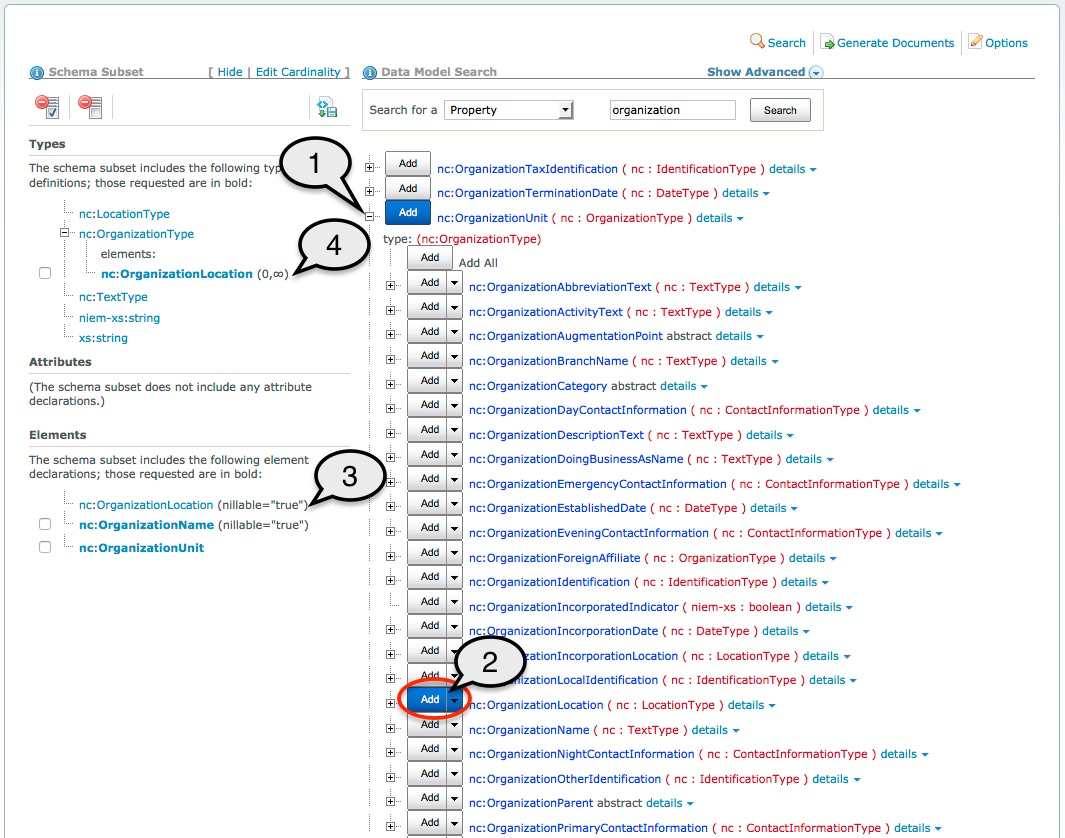 Search
Generate Documents
Options
Schema Subset
[ Hide | Edit Cardinality ]
Data Model Search
Show Advanced
Search for a
Property
organization
Search
Types
The schema subset includes the following typ
definitions; those requested are in bold:
nc:LocationType
nc:OrganizationType
elements:
nc:OrganizationLocation (0,∞)
nc:TextType
niem-xs:string
xs:string
Attributes
(The schema subset does not include any attribute
declarations.)
Elements
The schema subset includes the following element
declarations; those requested are in bold:
nc:OrganizationLocation (nillable="true")
nc:OrganizationName (nillable="true")
nc:OrganizationUnit
1
4
3
2
Add nc:OrganizationTaxIdentification ( nc : IdentificationType ) details
Add nc:OrganizationTerminationDate ( nc : DateType ) details
Add nc:OrganizationUnit ( nc : OrganizationType ) details
type: (nc:OrganizationType)
Add Add All
Add nc:OrganizationAbbreviationText ( nc : TextType ) details
Add nc:OrganizationActivityText ( nc : TextType ) details
Add nc:OrganizationAugmentationPoint abstract details
Add nc:OrganizationBranchName ( nc : TextType ) details
Add nc:OrganizationCategory abstract details
Add nc:OrganizationDayContactInformation ( nc : ContactInformationType ) details
Add nc:OrganizationDescriptionText ( nc : TextType ) details
Add nc:OrganizationDoingBusinessAsName ( nc : TextType ) details
Add nc:OrganizationEmergencyContactInformation ( nc : ContactInformationType ) details
Add nc:OrganizationEstablishedDate ( nc : DateType ) details
Add nc:OrganizationEveningContactInformation ( nc : ContactInformationType ) details
Add nc:OrganizationForeignAffiliate ( nc : OrganizationType ) details
Add nc:OrganizationIdentification ( nc : IdentificationType ) details
Add nc:OrganizationIncorporatedIndicator ( niem-xs : boolean ) details
Add nc:OrganizationIncorporationDate ( nc : DateType ) details
Add zationIncorporationLocation ( nc : LocationType ) details
Add ganizationLocalIdentification ( nc : IdentificationType ) details
Add nc:OrganizationLocation ( nc : LocationType ) details
Add nc:OrganizationName ( nc : TextType ) details
Add nc:OrganizationNightContactInformation ( nc : ContactInformationType ) details
Add nc:OrganizationOtherIdentification ( nc : IdentificationType ) details
Add nc:OrganizationParent abstract details
Add nc:OrganizationPrimaryContactInformation ( nc : ContactInformationType ) details